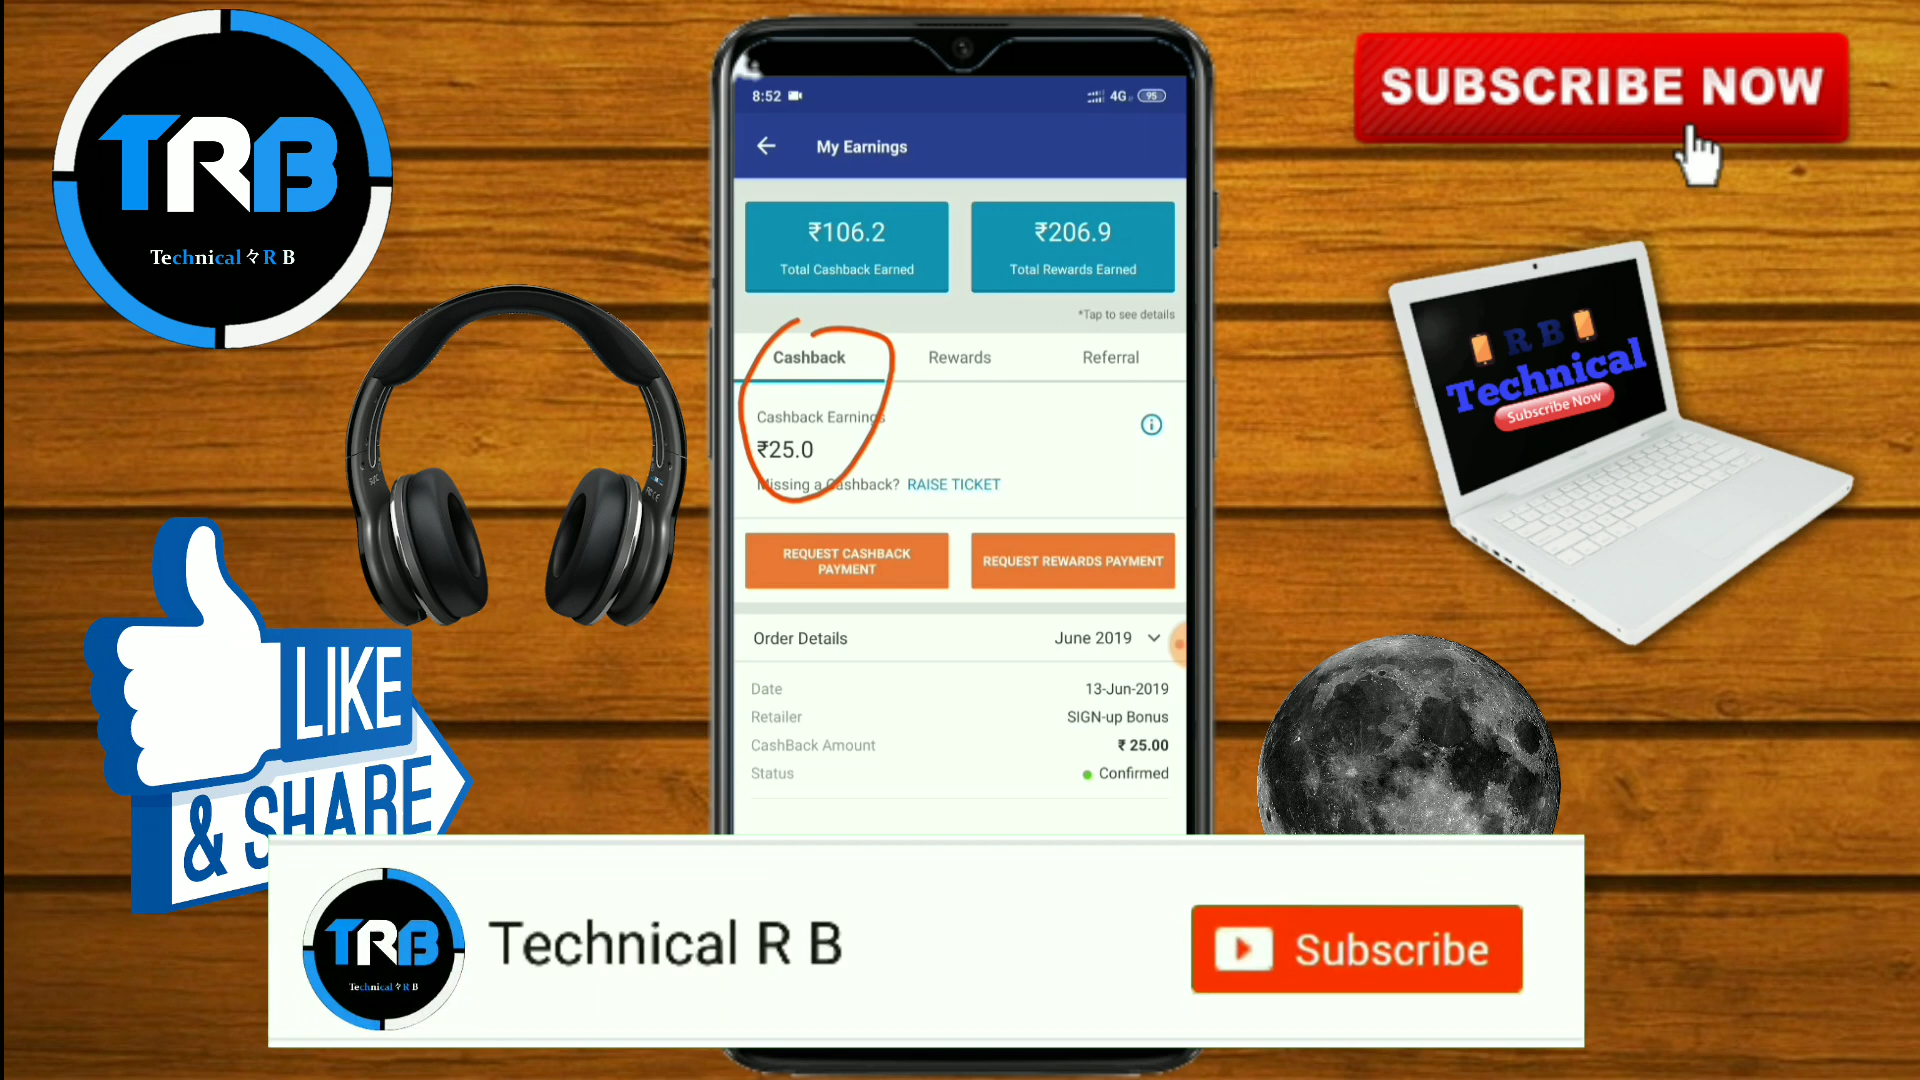 TRB
Technical々R B
SUBSCRIBE NOW
8:52
4G
95
My Earnings
₹106.2
Total Cashback Earned
₹206.9
Total Rewards Earned
*Tap to see details
Cashback
Rewards
Referral
Cashback Earnings
₹25.0
Missing a Cashback? RAISE TICKET
REQUEST CASHBACK
PAYMENT
REQUEST REWARDS PAYMENT
Order Details
June 2019
Date
13-Jun-2019
Retailer
SIGN-up Bonus
CashBack Amount
₹ 25.00
Status
Confirmed
R B
Technical
Subscribe Now
LIKE
& SHARE
TRB
Technical々R B
Technical R B
Subscribe